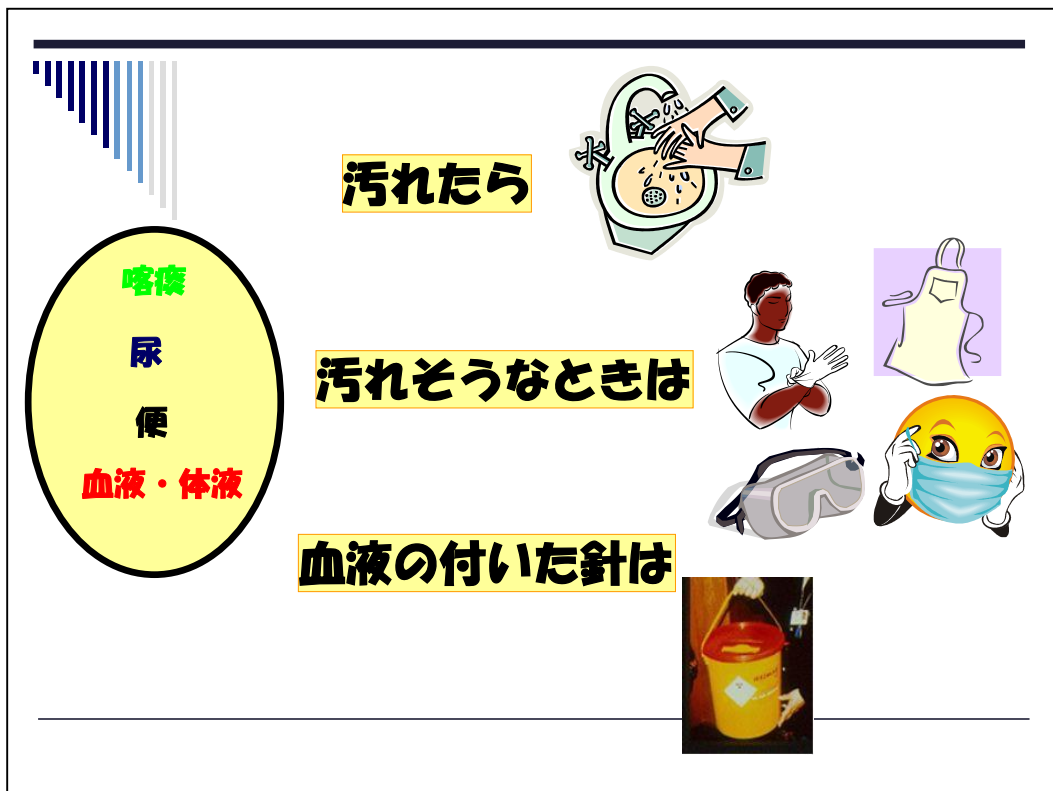 汚れたら
喀痰
尿
便
血液・体液
汚れそうなときは
血液の付いた針は